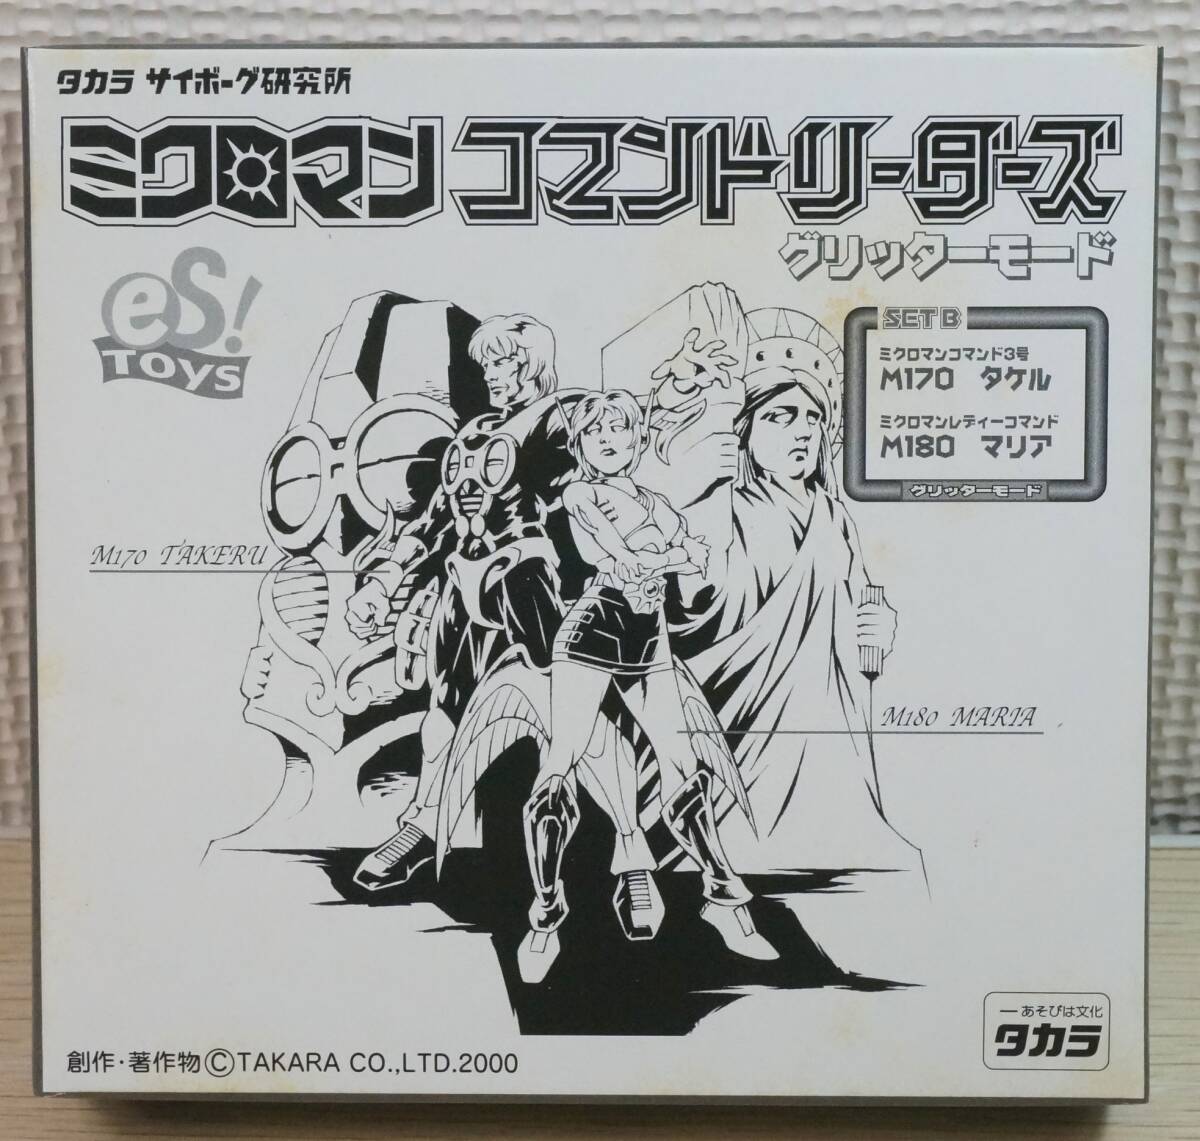 タカラ サイボーグ研究所
ミクロマン コマンドリーダーズ
グリッターモード
eS!
TOYS
SET B
ミクロマンコマンド3号
M170 タケル
ミクロマンレディーコマンド
M180 マリア
グリッターモード
M170 TAKERU
M180 MARIA
—あそびは文化
タカラ
創作・著作物©TAKARA CO.,LTD.2000